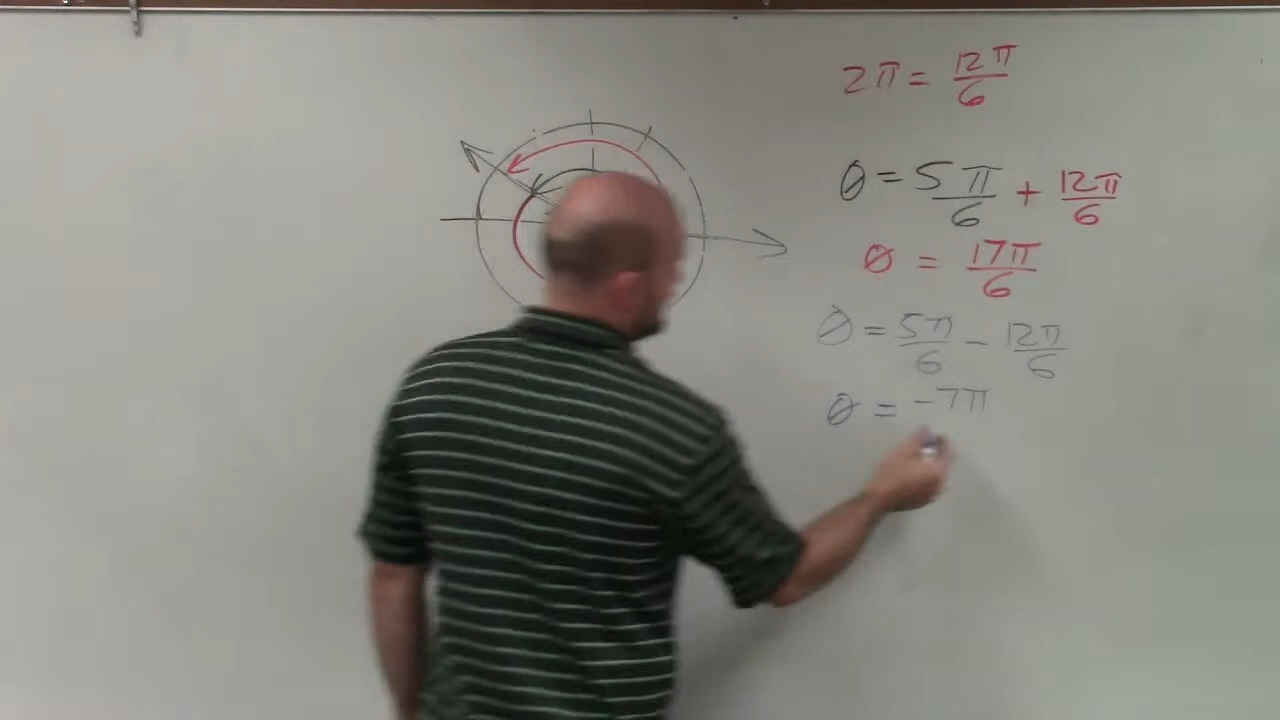 2π = 12π/6
θ = 5π/6 + 12π/6
θ = 17π/6
θ = 5π/6 - 12π/6
θ = -7π